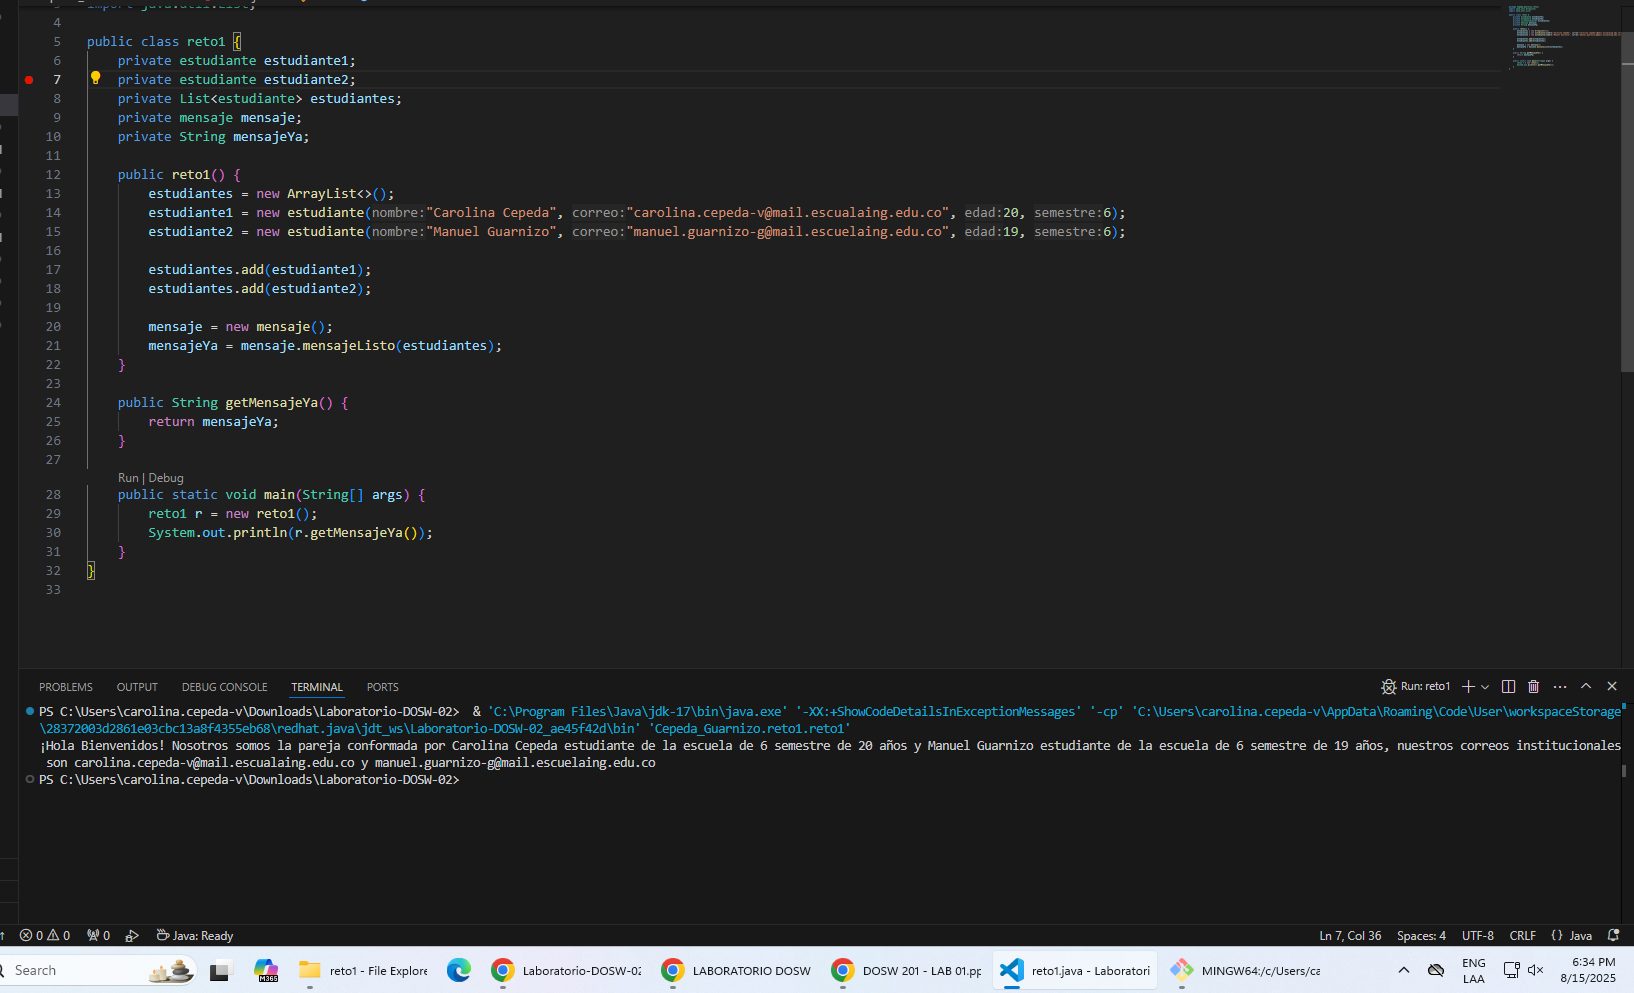 import java.util.List;
4
5 public class reto1 {
6 private estudiante estudiante1;
7 private estudiante estudiante2;
8 private List<estudiante> estudiantes;
9 private mensaje mensaje;
10 private String mensajeYa;
11
12 public reto1() {
13 estudiantes = new ArrayList<>();
14 estudiante1 = new estudiante(nombre:"Carolina Cepeda", correo:"carolina.cepeda-v@mail.escualaing.edu.co", edad:20, semestre:6);
15 estudiante2 = new estudiante(nombre:"Manuel Guarnizo", correo:"manuel.guarnizo-g@mail.escuelaing.edu.co", edad:19, semestre:6);
16
17 estudiantes.add(estudiante1);
18 estudiantes.add(estudiante2);
19
20 mensaje = new mensaje();
21 mensajeYa = mensaje.mensajeListo(estudiantes);
22 }
23
24 public String getMensajeYa() {
25 return mensajeYa;
26 }
27
Run | Debug
28 public static void main(String[] args) {
29 reto1 r = new reto1();
30 System.out.println(r.getMensajeYa());
31 }
32 }
33
PROBLEMS OUTPUT DEBUG CONSOLE TERMINAL PORTS
Run: reto1
PS C:\Users\carolina.cepeda-v\Downloads\Laboratorio-DOSW-02> & 'C:\Program Files\Java\jdk-17\bin\java.exe' '-XX:+ShowCodeDetailsInExceptionMessages' '-cp' 'C:\Users\carolina.cepeda-v\AppData\Roaming\Code\User\workspaceStorage
\28372003d2861e03cbc13a8f4355eb68\redhat.java\jdt_ws\Laboratorio-DOSW-02_ae45f42d\bin' 'Cepeda_Guarnizo.reto1.reto1'
¡Hola Bienvenidos! Nosotros somos la pareja conformada por Carolina Cepeda estudiante de la escuela de 6 semestre de 20 años y Manuel Guarnizo estudiante de la escuela de 6 semestre de 19 años, nuestros correos institucionales
son carolina.cepeda-v@mail.escualaing.edu.co y manuel.guarnizo-g@mail.escuelaing.edu.co
PS C:\Users\carolina.cepeda-v\Downloads\Laboratorio-DOSW-02>
0 0 0 Java: Ready Ln 7, Col 36 Spaces: 4 UTF-8 CRLF {} Java
Search M365 reto1 - File Explore Laboratorio-DOSW-02 LABORATORIO DOSW DOSW 201 - LAB 01.pp reto1.java - Laboratori MINGW64:/c/Users/ca ENG 6:34 PM
LAA 8/15/2025